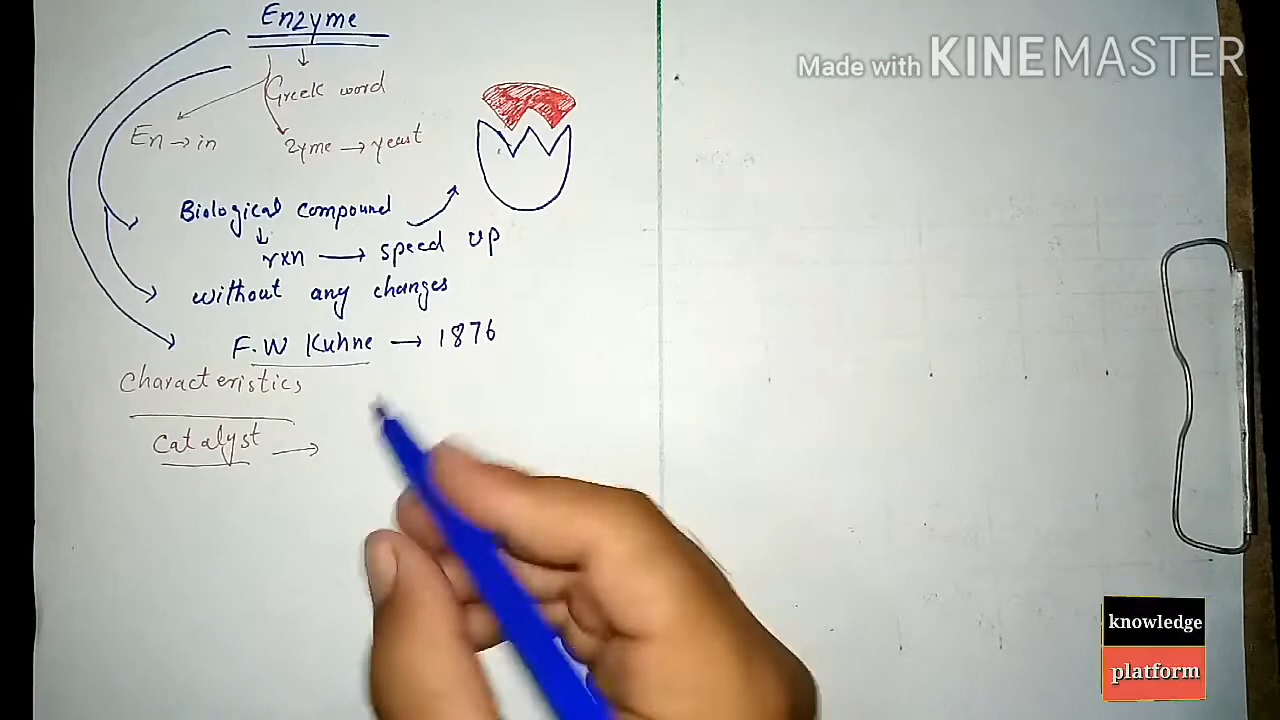 Enzyme
Greek word
En → in
Zyme → yeast
Biological compound
rxn → speed up
without any changes
F.W Kuhne → 1876
Characteristics
Catalyst →
Made with KINEMASTER
knowledge
platform